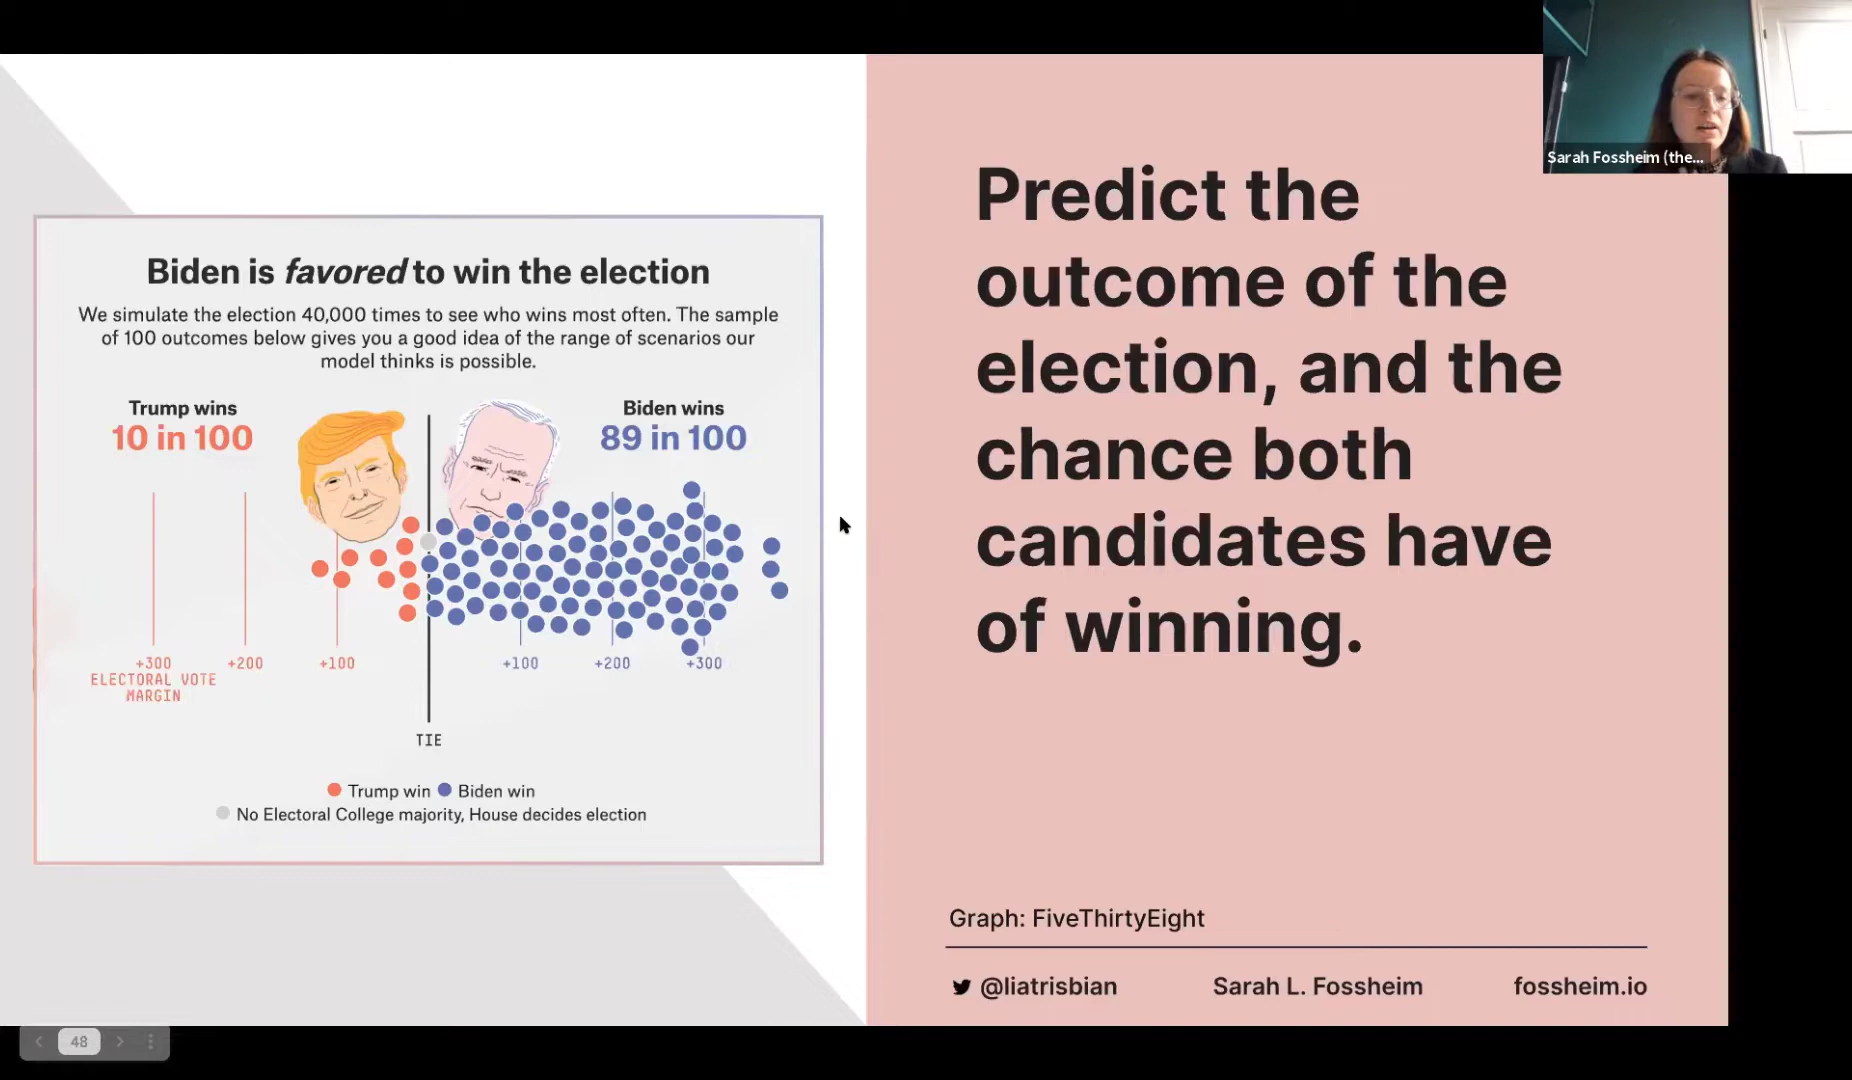 Biden is favored to win the election
We simulate the election 40,000 times to see who wins most often. The sample
of 100 outcomes below gives you a good idea of the range of scenarios our
model thinks is possible.
Trump wins
10 in 100
Biden wins
89 in 100
+300
+200
+100
+100
+200
+300
ELECTORAL VOTE
MARGIN
TIE
Trump win
Biden win
No Electoral College majority, House decides election
Predict the
outcome of the
election, and the
chance both
candidates have
of winning.
Graph: FiveThirtyEight
@liatrisbian
Sarah L. Fossheim
fossheim.io
Sarah Fossheim (the...
48